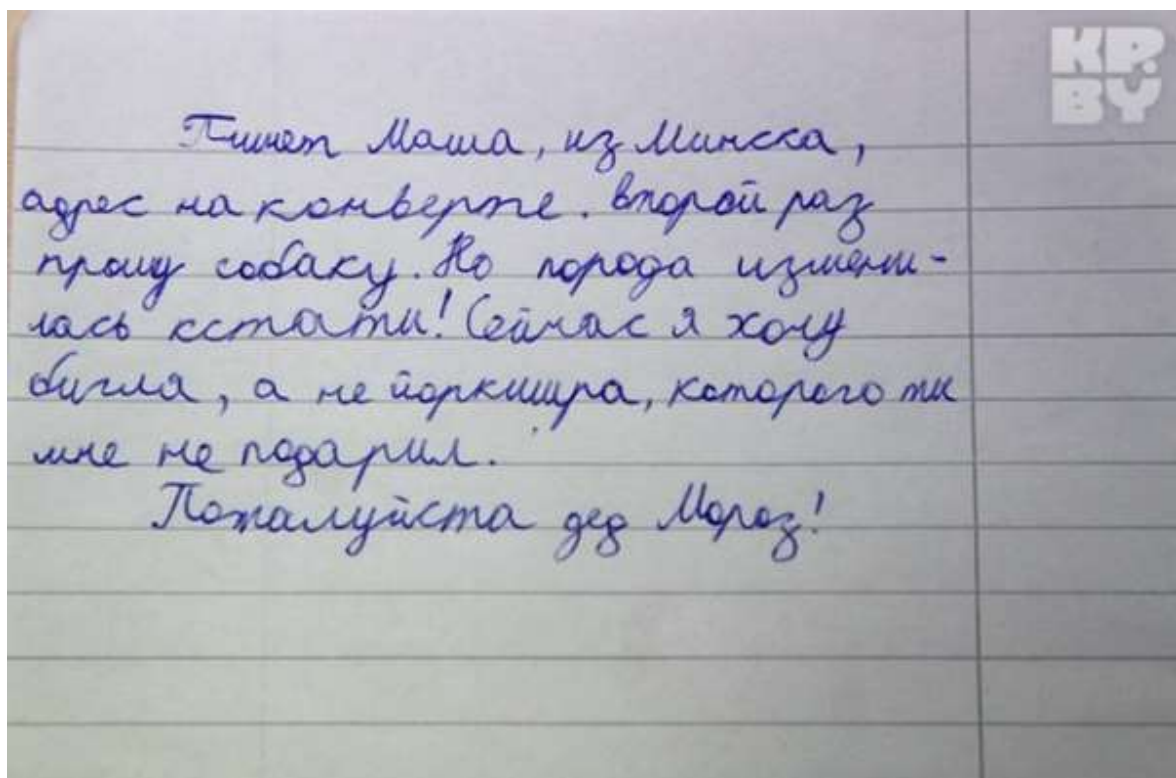 KP.
BY
Пишет Маша, из Минска,
адрес на конверте. второй раз
прошу собаку. Но порода измени-
лась кстати! Сейчас я хочу
бигля, а не йоркшира, которого ты
мне не подарил.
Пожалуйста дед Мороз!